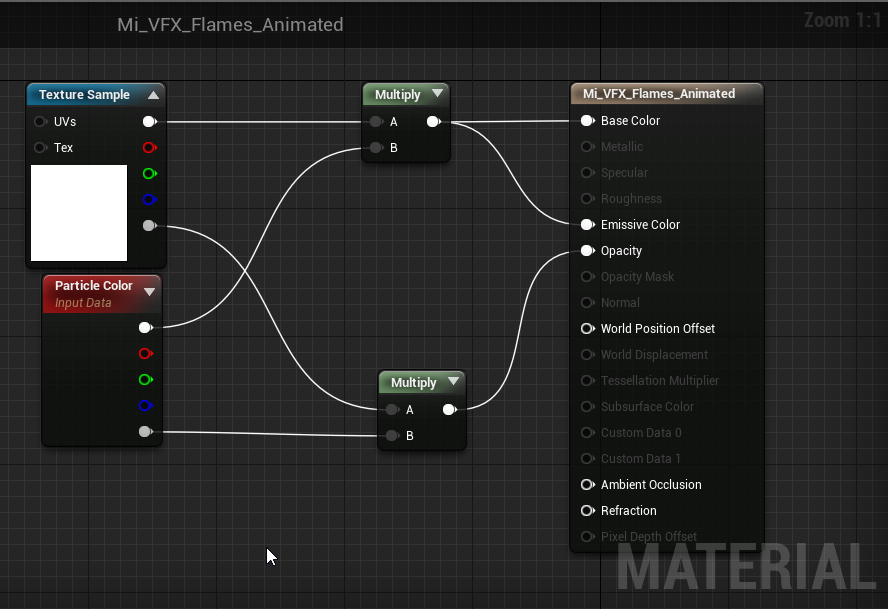 Mi_VFX_Flames_Animated
Zoom 1:1
Texture Sample
UVs
Tex
Particle Color
Input Data
Multiply
A
B
Multiply
A
B
Mi_VFX_Flames_Animated
Base Color
Metallic
Specular
Roughness
Emissive Color
Opacity
Opacity Mask
Normal
World Position Offset
World Displacement
Tessellation Multiplier
Subsurface Color
Custom Data 0
Custom Data 1
Ambient Occlusion
Refraction
Pixel Depth Offset
MATERIAL